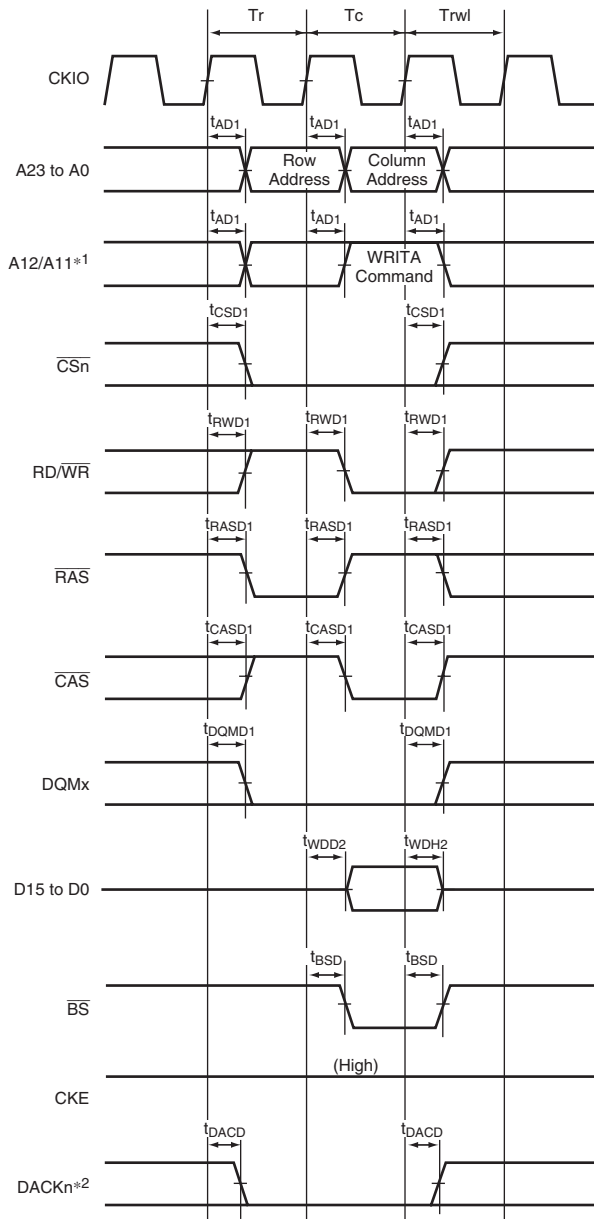 Tr Tc Trwl
CKIO
tAD1 tAD1 tAD1
A23 to A0
Row Address
Column Address
tAD1 tAD1 tAD1
A12/A11*1
WRITA Command
tCSD1 tCSD1
CSn
tRWD1 tRWD1 tRWD1
RD/WR
tRASD1 tRASD1 tRASD1
RAS
tCASD1 tCASD1 tCASD1
CAS
tDQMD1 tDQMD1
DQMx
tWDD2 tWDH2
D15 to D0
tBSD tBSD
BS
(High)
CKE
tDACD tDACD
DACKn*2